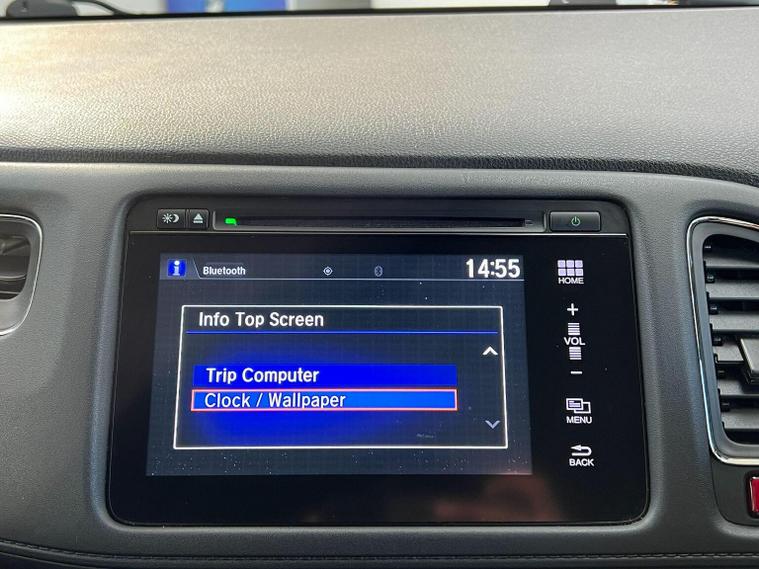 i Bluetooth 14:55
HOME
Info Top Screen
+
VOL
-
Trip Computer
Clock / Wallpaper
MENU
BACK